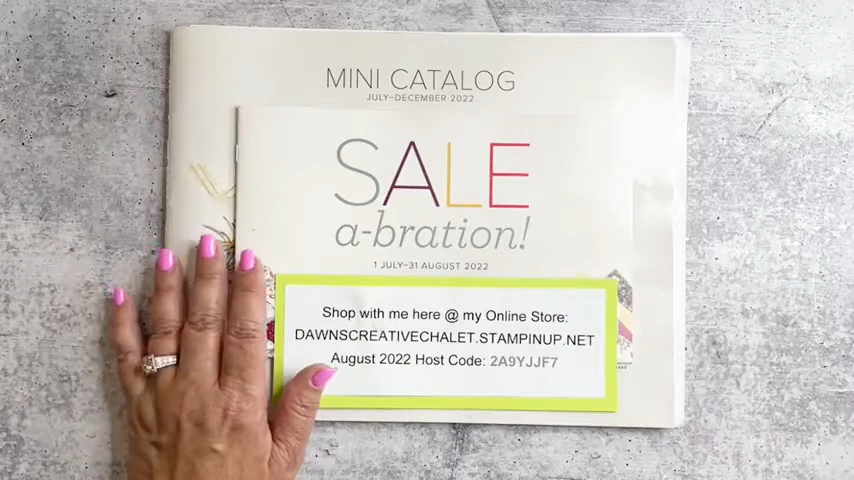 MINI CATALOG
JULY–DECEMBER 2022
SALE
a-bration!
1 JULY–31 AUGUST 2022
Shop with me here @ my Online Store:
DAWNSCREATIVECHALET.STAMPINUP.NET
August 2022 Host Code: 2A9YJJF7